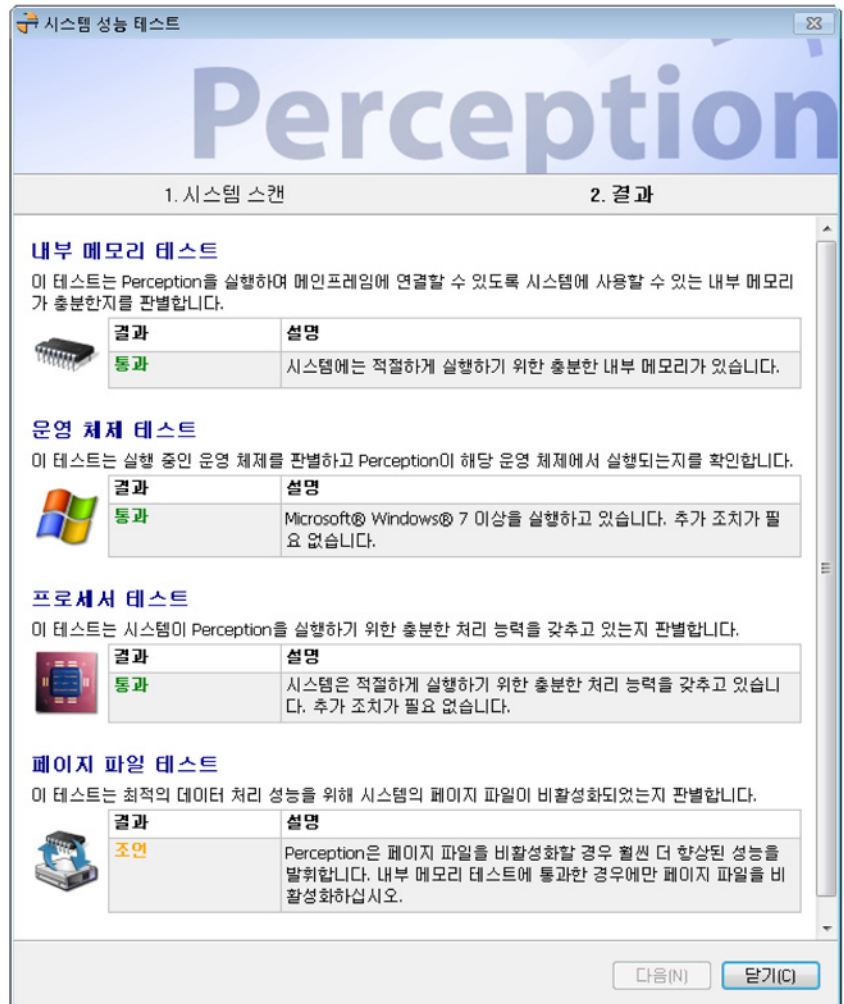 시스템 성능 테스트
Perception
1. 시스템 스캔
2. 결과
내부 메모리 테스트
이 테스트는 Perception을 실행하여 메인프레임에 연결할 수 있도록 시스템에 사용할 수 있는 내부 메모리
가 충분한지를 판별합니다.
결과 설명
통과 시스템에는 적절하게 실행하기 위한 충분한 내부 메모리가 있습니다.
운영 체제 테스트
이 테스트는 실행 중인 운영 체제를 판별하고 Perception이 해당 운영 체제에서 실행되는지를 확인합니다.
결과 설명
통과 Microsoft® Windows® 7 이상을 실행하고 있습니다. 추가 조치가 필
요 없습니다.
프로세서 테스트
이 테스트는 시스템이 Perception을 실행하기 위한 충분한 처리 능력을 갖추고 있는지 판별합니다.
결과 설명
통과 시스템은 적절하게 실행하기 위한 충분한 처리 능력을 갖추고 있습니
다. 추가 조치가 필요 없습니다.
페이지 파일 테스트
이 테스트는 최적의 데이터 처리 성능을 위해 시스템의 페이지 파일이 비활성화되었는지 판별합니다.
결과 설명
조언 Perception은 페이지 파일을 비활성화할 경우 훨씬 더 향상된 성능을
발휘합니다. 내부 메모리 테스트에 통과한 경우에만 페이지 파일을 비
활성화하십시오.
다음(N)
닫기(C)